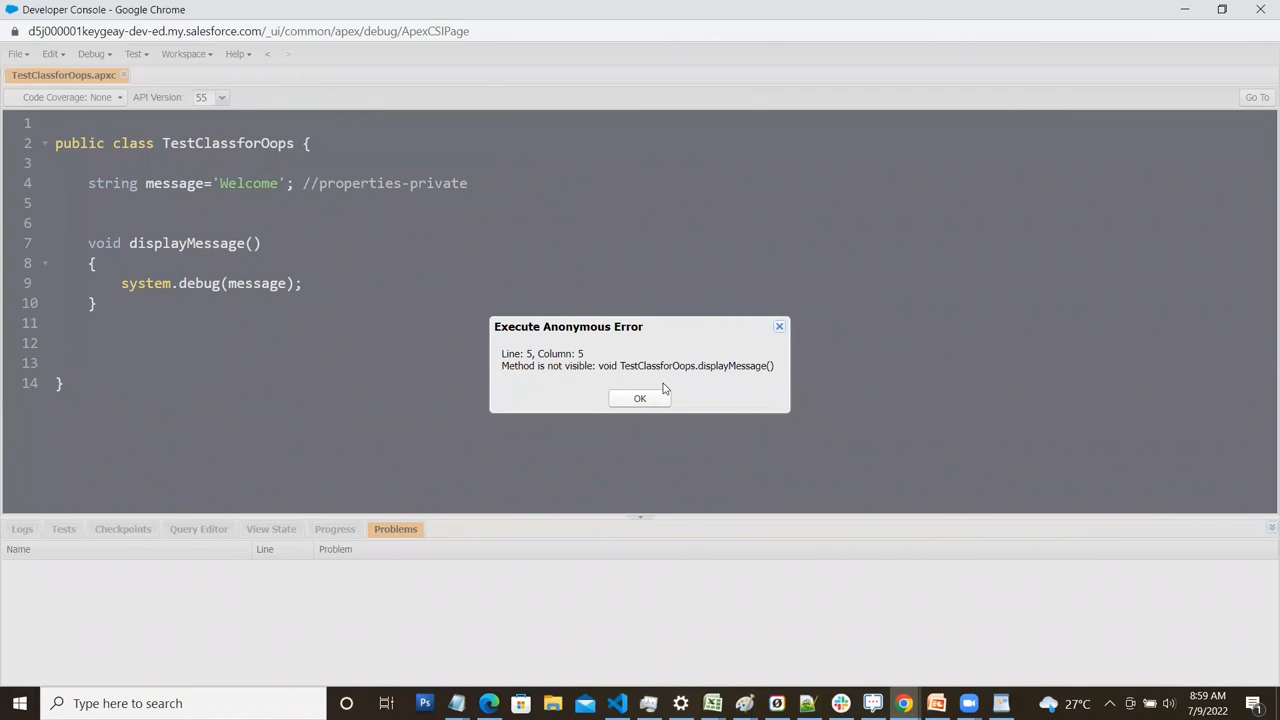 Developer Console - Google Chrome
d5j000001keygeay-dev-ed.my.salesforce.com/_ui/common/apex/debug/ApexCSIPage
File Edit Debug Test Workspace Help < >
TestClassforOops.apxc
Code Coverage: None API Version: 55 Go To
1
2 public class TestClassforOops {
3
4 string message='Welcome'; //properties-private
5
6
7 void displayMessage()
8 {
9 system.debug(message);
10 }
11
12
13
14 }
Execute Anonymous Error
Line: 5, Column: 5
Method is not visible: void TestClassforOops.displayMessage()
OK
Logs Tests Checkpoints Query Editor View State Progress Problems
Name Line Problem
Type here to search
Ps
27°C
8:59 AM
7/9/2022
1